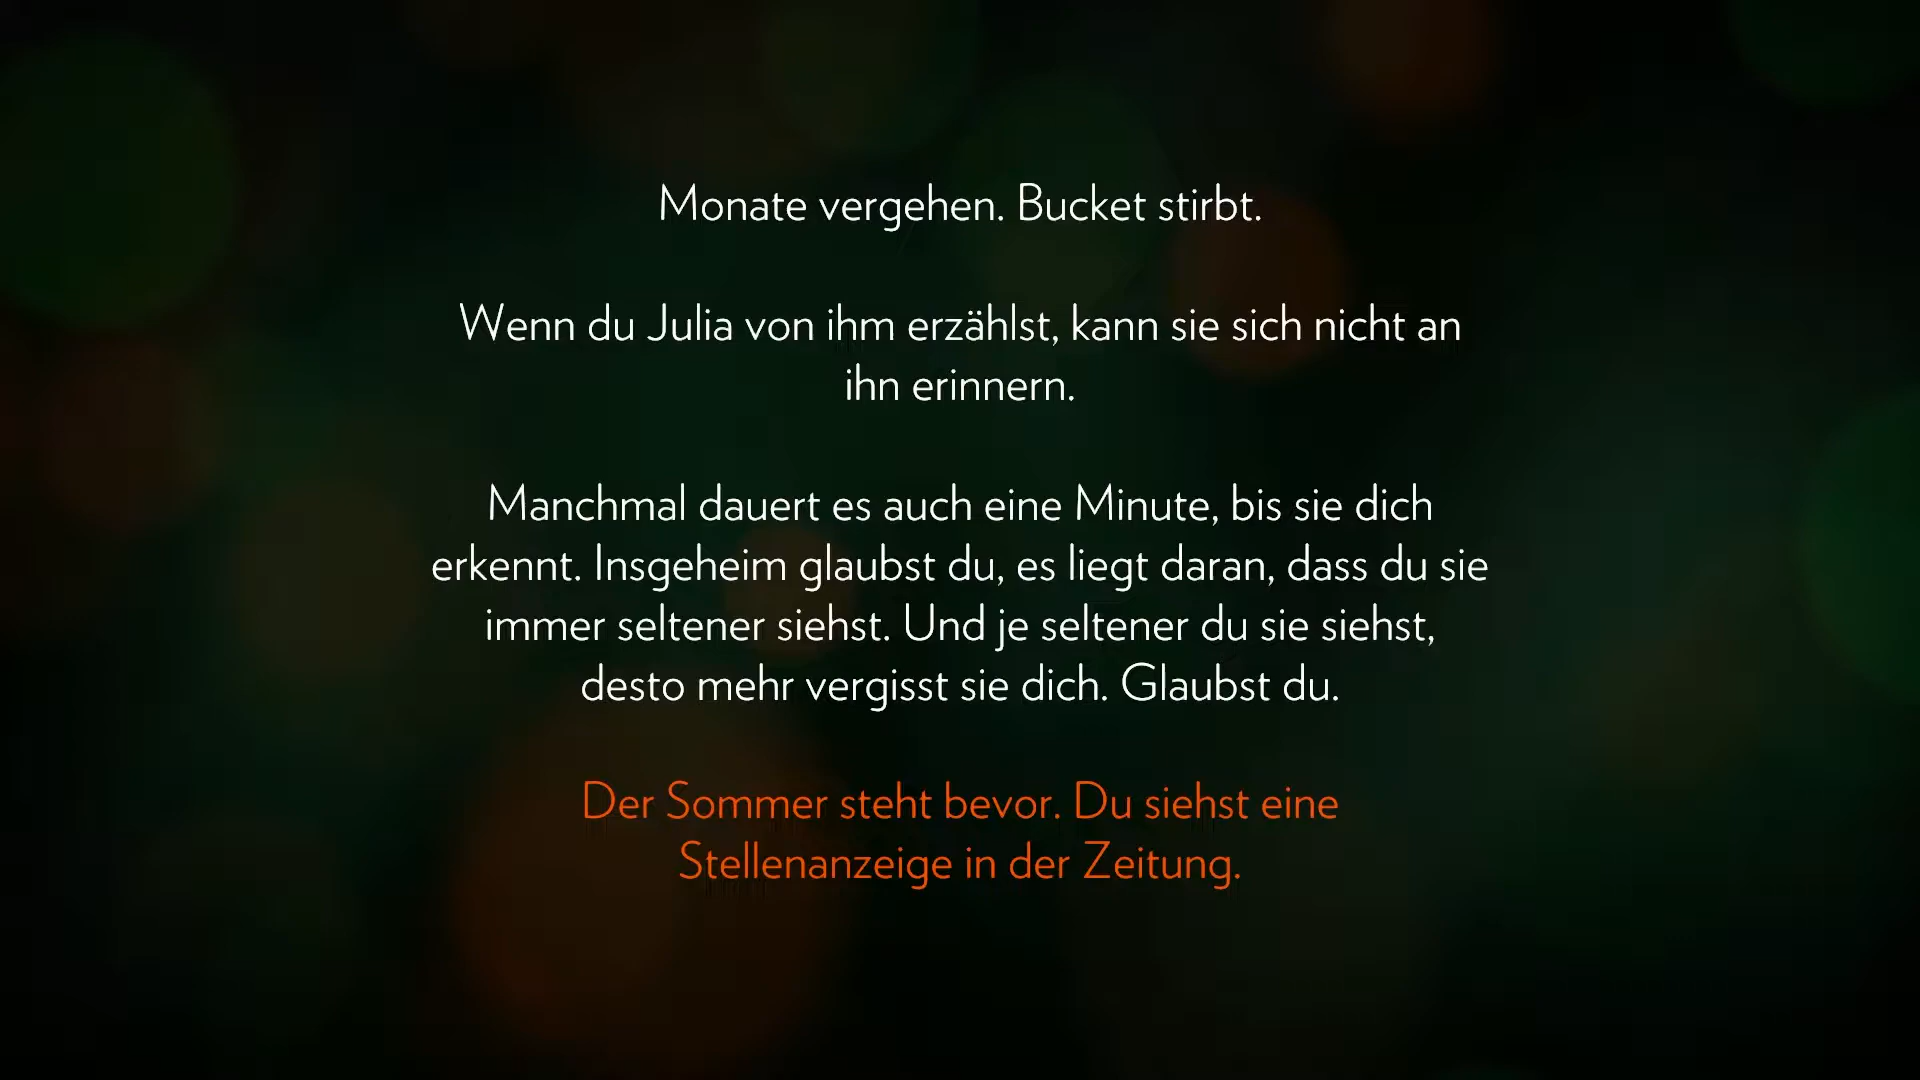 Monate vergehen. Bucket stirbt.
Wenn du Julia von ihm erzählst, kann sie sich nicht an
ihn erinnern.
Manchmal dauert es auch eine Minute, bis sie dich
erkennt. Insgeheim glaubst du, es liegt daran, dass du sie
immer seltener siehst. Und je seltener du sie siehst,
desto mehr vergisst sie dich. Glaubst du.
Der Sommer steht bevor. Du siehst eine
Stellenanzeige in der Zeitung.